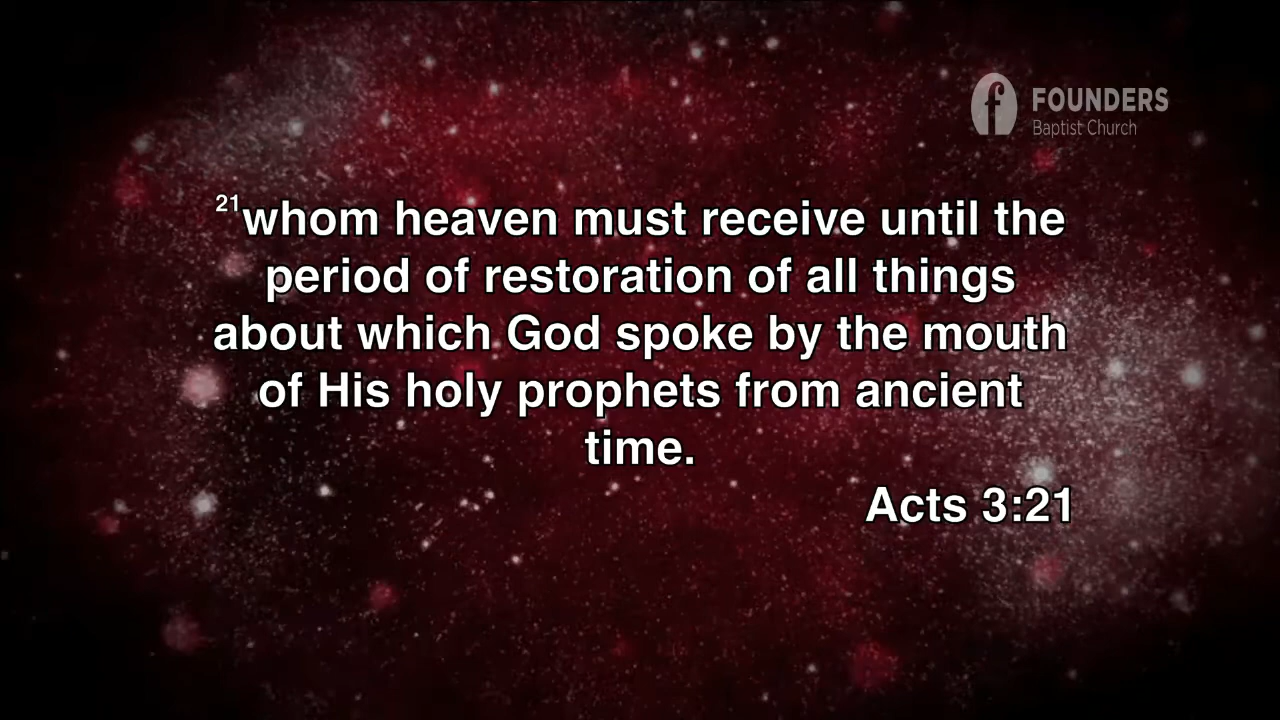 FOUNDERS
Baptist Church
21whom heaven must receive until the
period of restoration of all things
about which God spoke by the mouth
of His holy prophets from ancient
time.
Acts 3:21